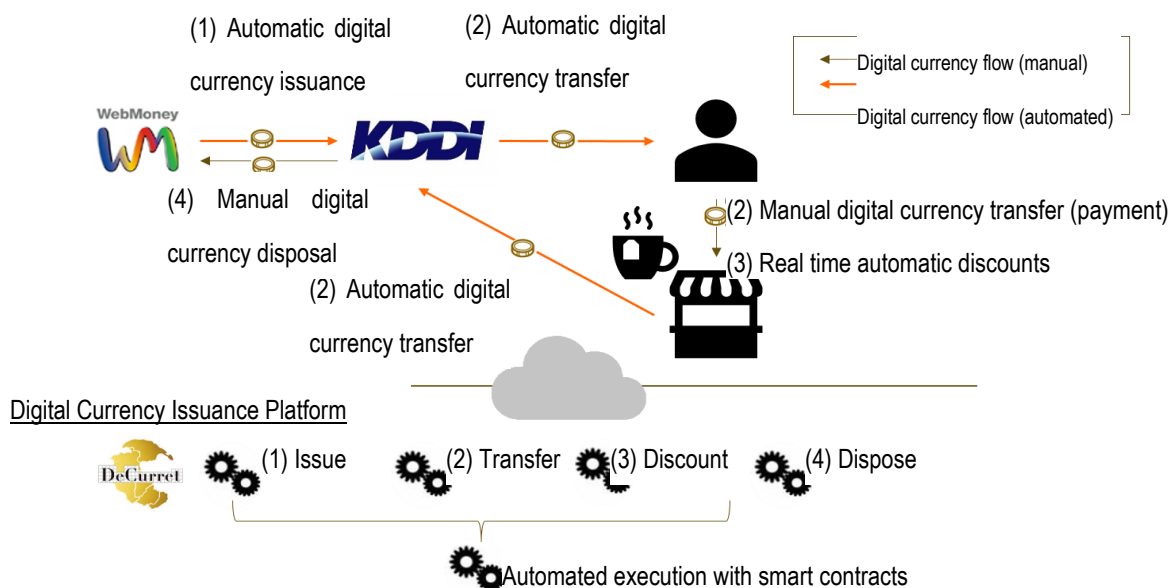 (1) Automatic digital
currency issuance
(2) Automatic digital
currency transfer
Digital currency flow (manual)
Digital currency flow (automated)
WebMoney
WM
KDDI
(4) Manual digital
currency disposal
(2) Manual digital currency transfer (payment)
(3) Real time automatic discounts
(2) Automatic digital
currency transfer
Digital Currency Issuance Platform
DeCurret
(1) Issue
(2) Transfer
(3) Discount
(4) Dispose
Automated execution with smart contracts